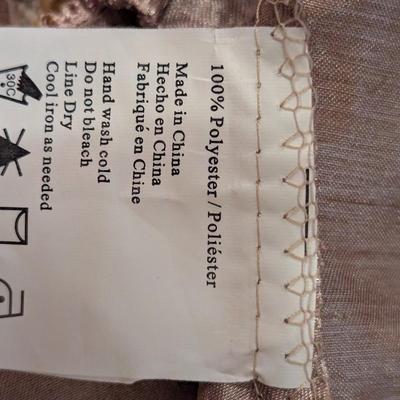 100% Polyester / Poliéster
Made in China
Hecho en China
Fabriqué en Chine
Hand wash cold
Do not bleach
Line Dry
Cool iron as needed
30C